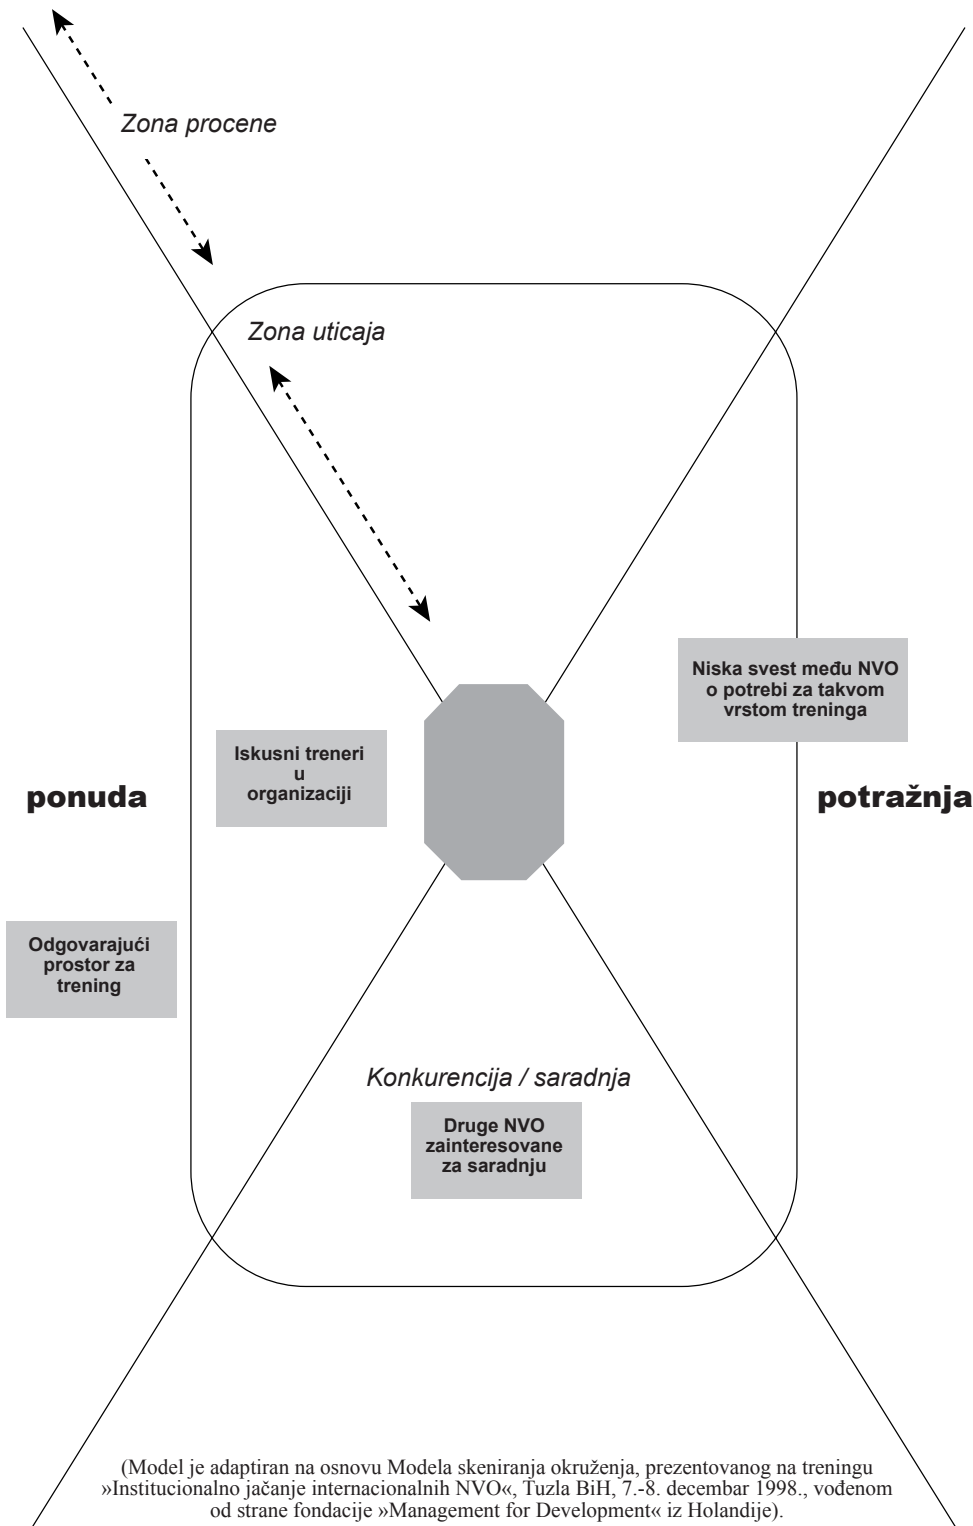 Zona procene
Zona uticaja
Niska svest među NVO
o potrebi za takvom
vrstom treninga
Iskusni treneri
u
organizaciji
ponuda
potražnja
Odgovarajući
prostor za
trening
Konkurencija / saradnja
Druge NVO
zainteresovane
za saradnju
(Model je adaptiran na osnovu Modela skeniranja okruženja, prezentovanog na treningu
»Institucionalno jačanje internacionalnih NVO«, Tuzla BiH, 7.-8. decembar 1998., vođenom
od strane fondacije »Management for Development« iz Holandije).